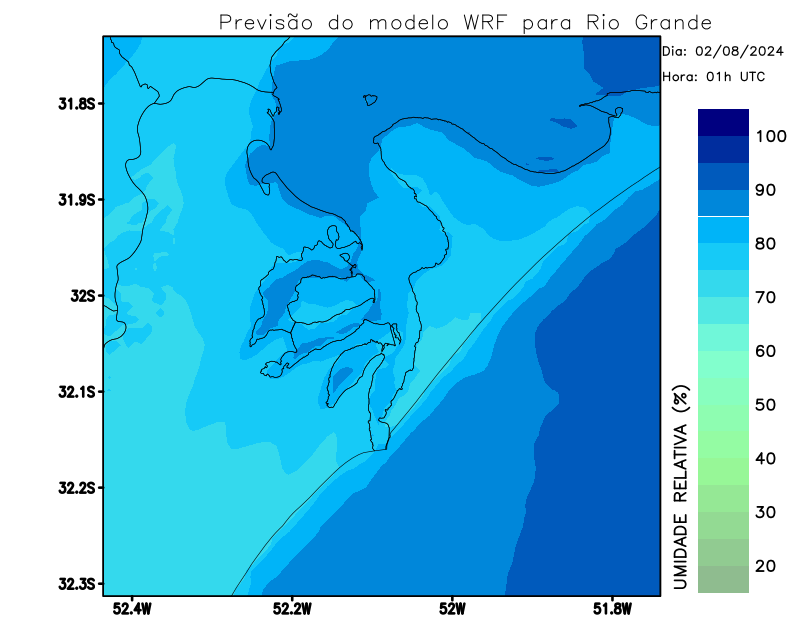 Previsão do modelo WRF para Rio Grande
Dia: 02/08/2024
Hora: 01h UTC
31.8S
31.9S
32S
32.1S
32.2S
32.3S
52.4W
52.2W
52W
51.8W
100
90
80
70
60
50
40
30
20
UMIDADE RELATIVA (%)